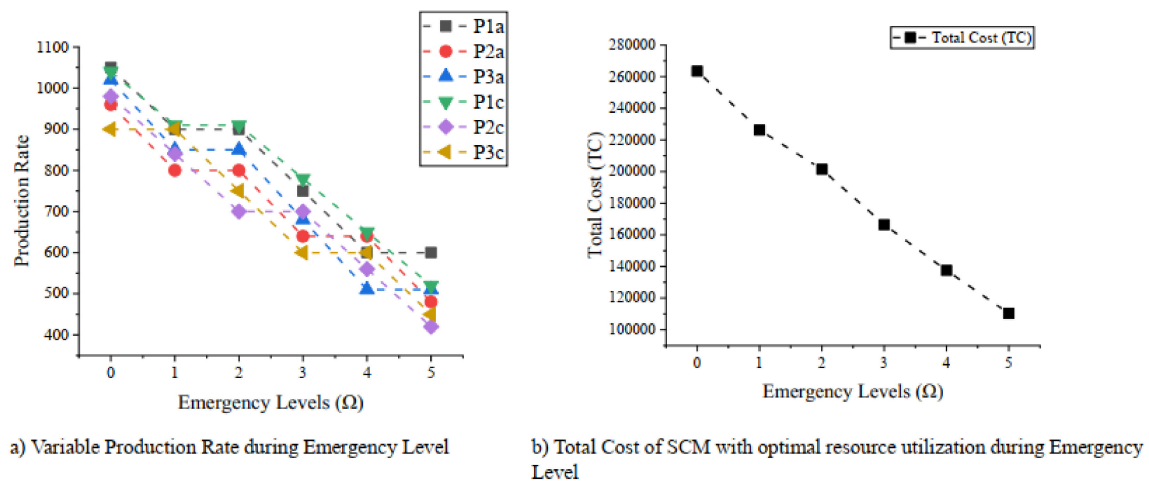 P1a
P2a
P3a
P1c
P2c
P3c
1100
1000
900
800
700
600
500
400
Production Rate
0 1 2 3 4 5
Emergency Levels (Ω)
a) Variable Production Rate during Emergency Level
Total Cost (TC)
280000
260000
240000
220000
200000
180000
160000
140000
120000
100000
Total Cost (TC)
0 1 2 3 4 5
Emergency Levels (Ω)
b) Total Cost of SCM with optimal resource utilization during Emergency
Level